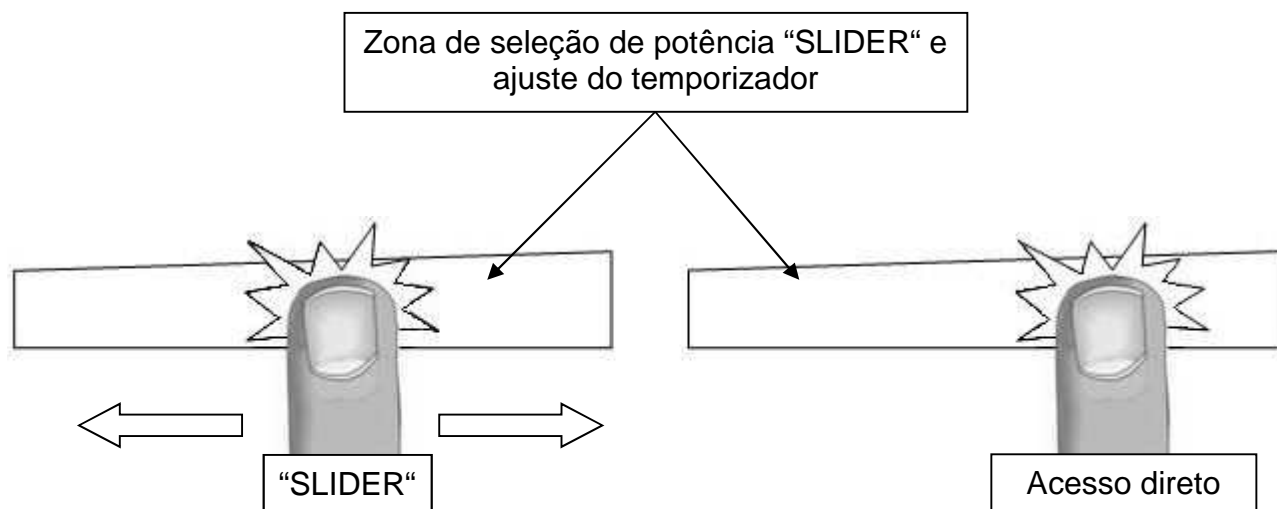 Zona de seleção de potência “SLIDER“ e
ajuste do temporizador
“SLIDER“
Acesso direto